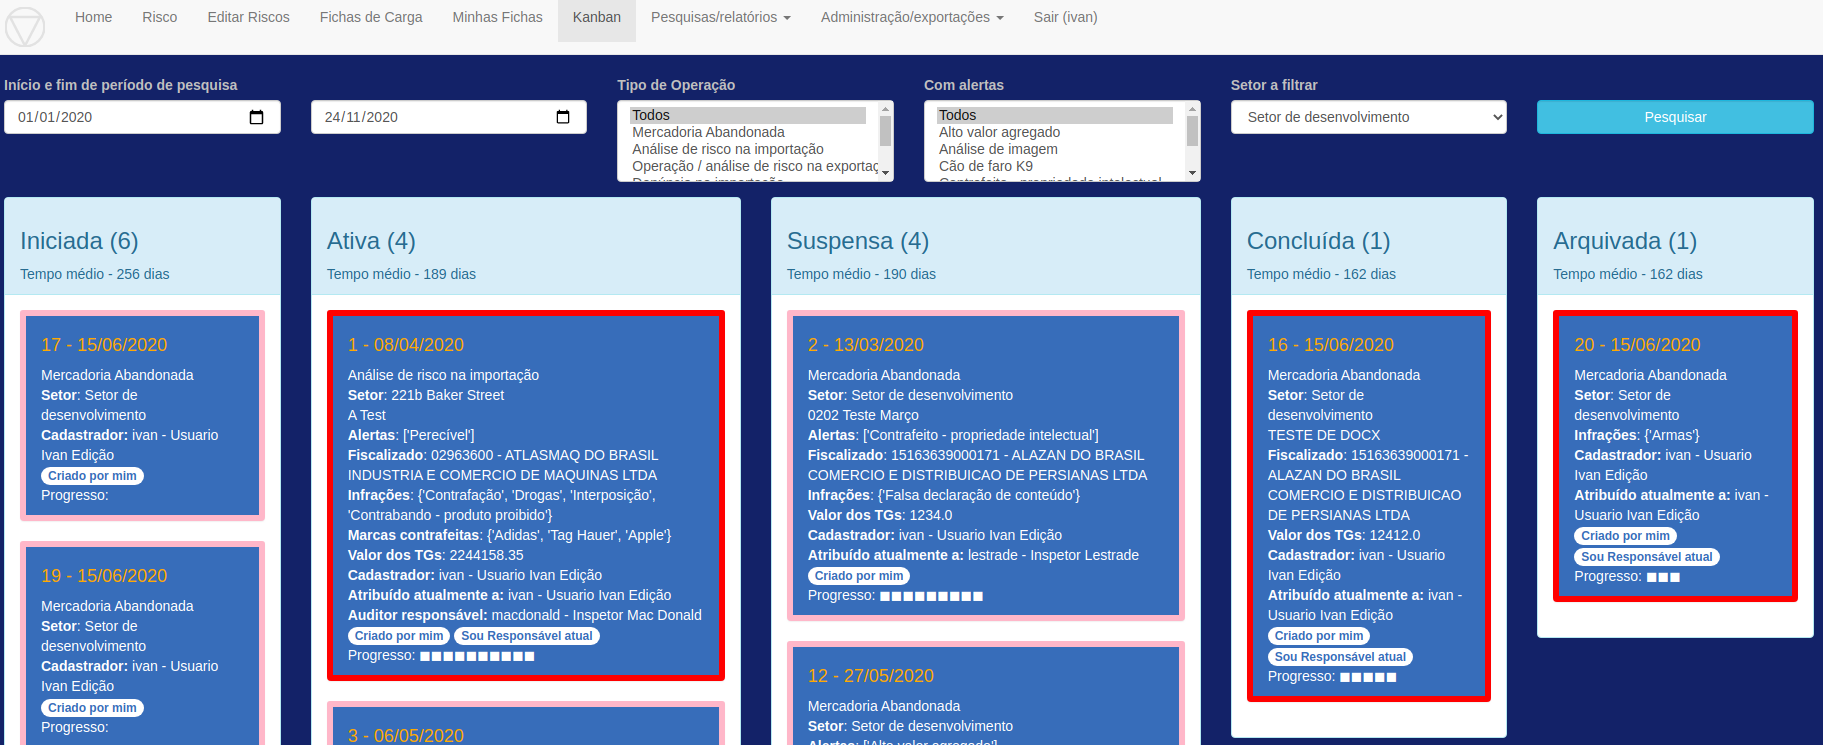 Home Risco Editar Riscos Fichas de Carga Minhas Fichas Kanban Pesquisas/relatórios Administração/exportações Sair (ivan)
Início e fim de período de pesquisa
01/01/2020
24/11/2020
Tipo de Operação
Todos
Mercadoria Abandonada
Análise de risco na importação
Operação / análise de risco na exportaç
Com alertas
Todos
Alto valor agregado
Análise de imagem
Cão de faro K9
Contrafeito - propriedade intelectual
Setor a filtrar
Setor de desenvolvimento
Pesquisar
Iniciada (6)
Tempo médio - 256 dias
17 - 15/06/2020
Mercadoria Abandonada
Setor: Setor de
desenvolvimento
Cadastrador: ivan - Usuario
Ivan Edição
Criado por mim
Progresso:
19 - 15/06/2020
Mercadoria Abandonada
Setor: Setor de
desenvolvimento
Cadastrador: ivan - Usuario
Ivan Edição
Criado por mim
Progresso:
Ativa (4)
Tempo médio - 189 dias
1 - 08/04/2020
Análise de risco na importação
Setor: 221b Baker Street
A Test
Alertas: ['Perecível']
Fiscalizado: 02963600 - ATLASMAQ DO BRASIL
INDUSTRIA E COMERCIO DE MAQUINAS LTDA
Infrações: {'Contrafação', 'Drogas', 'Interposição',
'Contrabando - produto proibido'}
Marcas contrafeitas: {'Adidas', 'Tag Hauer', 'Apple'}
Valor dos TGs: 2244158.35
Cadastrador: ivan - Usuario Ivan Edição
Atribuído atualmente a: ivan - Usuario Ivan Edição
Auditor responsável: macdonald - Inspetor Mac Donald
Criado por mim Sou Responsável atual
Progresso: ■■■■■■■■■■
3 - 06/05/2020
Suspensa (4)
Tempo médio - 190 dias
2 - 13/03/2020
Mercadoria Abandonada
Setor: Setor de desenvolvimento
0202 Teste Março
Alertas: ['Contrafeito - propriedade intelectual']
Fiscalizado: 15163639000171 - ALAZAN DO BRASIL
COMERCIO E DISTRIBUICAO DE PERSIANAS LTDA
Infrações: {'Falsa declaração de conteúdo'}
Valor dos TGs: 1234.0
Cadastrador: ivan - Usuario Ivan Edição
Atribuído atualmente a: lestrade - Inspetor Lestrade
Criado por mim
Progresso: ■■■■■■■■■
12 - 27/05/2020
Mercadoria Abandonada
Setor: Setor de desenvolvimento
Alertas: ['Alto valor agregado']
Concluída (1)
Tempo médio - 162 dias
16 - 15/06/2020
Mercadoria Abandonada
Setor: Setor de
desenvolvimento
TESTE DE DOCX
Fiscalizado: 15163639000171 -
ALAZAN DO BRASIL
COMERCIO E DISTRIBUICAO
DE PERSIANAS LTDA
Valor dos TGs: 12412.0
Cadastrador: ivan - Usuario
Ivan Edição
Atribuído atualmente a: ivan -
Usuario Ivan Edição
Criado por mim
Sou Responsável atual
Progresso: ■■■■■
Arquivada (1)
Tempo médio - 162 dias
20 - 15/06/2020
Mercadoria Abandonada
Setor: Setor de
desenvolvimento
Infrações: {'Armas'}
Cadastrador: ivan - Usuario
Ivan Edição
Atribuído atualmente a: ivan -
Usuario Ivan Edição
Criado por mim
Sou Responsável atual
Progresso: ■■■